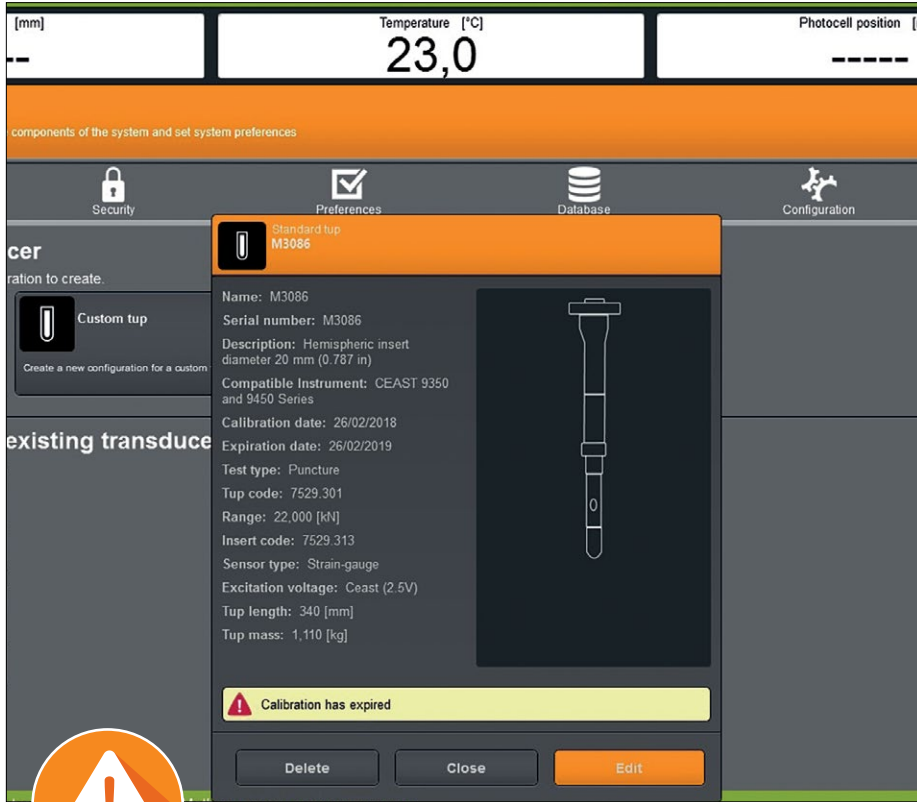 [mm]
Temperature [°C]
Photocell position
--
23,0
-----
components of the system and set system preferences
Security
Preferences
Database
Configuration
cer
ration to create.
Custom tup
Create a new configuration for a custom
existing transduce
Standard tup
M3086
Name: M3086
Serial number: M3086
Description: Hemispheric insert
diameter 20 mm (0.787 in)
Compatible Instrument: CEAST 9350
and 9450 Series
Calibration date: 26/02/2018
Expiration date: 26/02/2019
Test type: Puncture
Tup code: 7529.301
Range: 22,000 [kN]
Insert code: 7529.313
Sensor type: Strain-gauge
Excitation voltage: Ceast (2.5V)
Tup length: 340 [mm]
Tup mass: 1,110 [kg]
Calibration has expired
Delete
Close
Edit